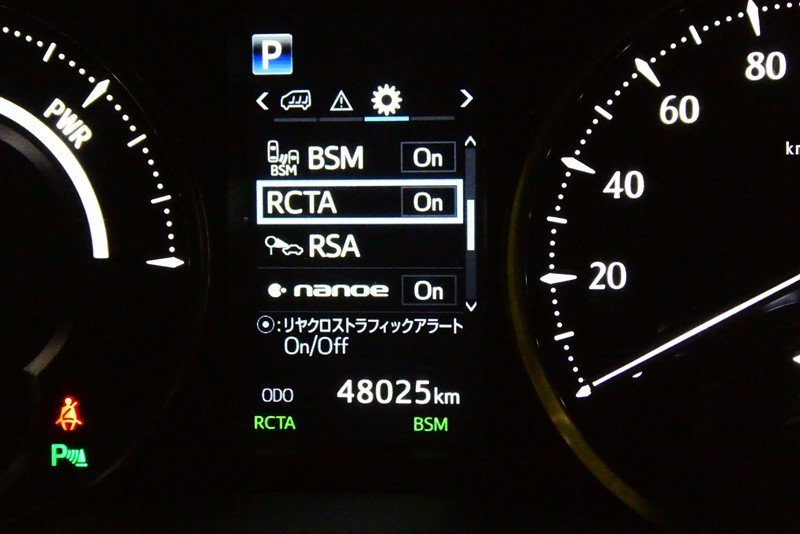 P
PWR
BSM
BSM On
RCTA On
RSA
nanoe On
:リヤクロストラフィックアラート
On/Off
ODO 48025km
RCTA BSM
P
80
60
40
20